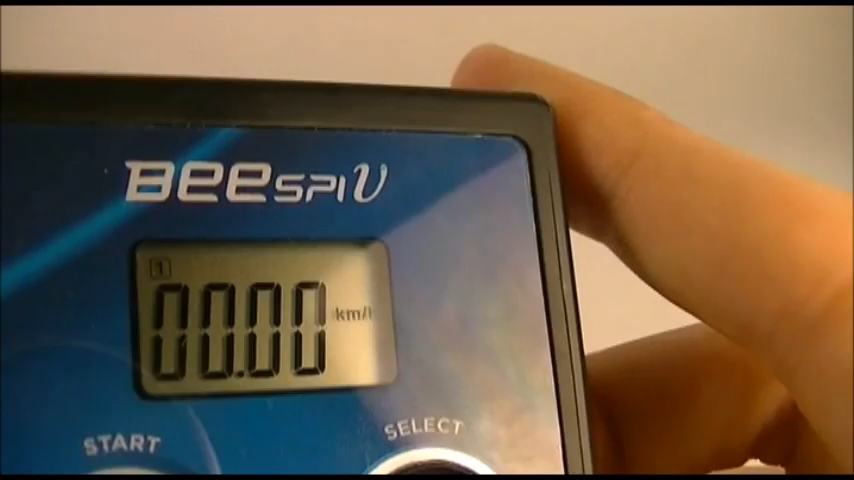 BeeSPI V
1
00.00 km/h
START
SELECT